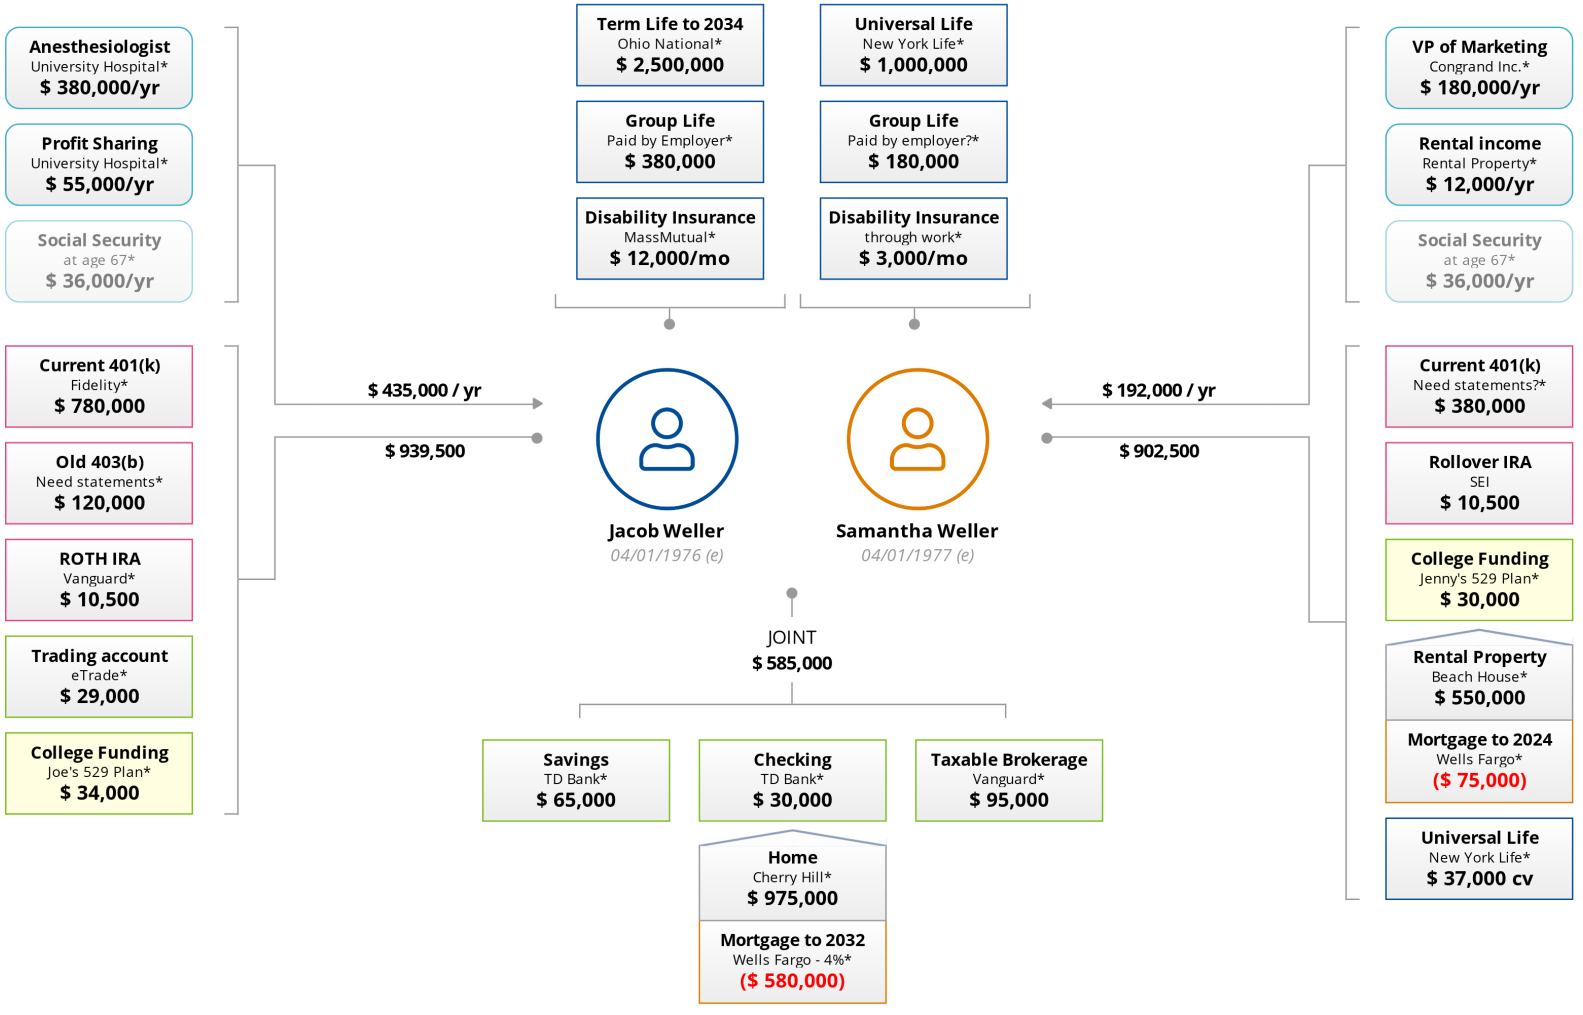 Anesthesiologist
University Hospital*
$ 380,000/yr
Profit Sharing
University Hospital*
$ 55,000/yr
Social Security
at age 67*
$ 36,000/yr
Current 401(k)
Fidelity*
$ 780,000
Old 403(b)
Need statements*
$ 120,000
ROTH IRA
Vanguard*
$ 10,500
Trading account
eTrade*
$ 29,000
College Funding
Joe's 529 Plan*
$ 34,000
Term Life to 2034
Ohio National*
$ 2,500,000
Group Life
Paid by Employer*
$ 380,000
Disability Insurance
MassMutual*
$ 12,000/mo
Universal Life
New York Life*
$ 1,000,000
Group Life
Paid by employer?*
$ 180,000
Disability Insurance
through work*
$ 3,000/mo
$ 435,000 / yr
$ 939,500
Jacob Weller
04/01/1976 (e)
Samantha Weller
04/01/1977 (e)
$ 192,000 / yr
$ 902,500
JOINT
$ 585,000
Savings
TD Bank*
$ 65,000
Checking
TD Bank*
$ 30,000
Taxable Brokerage
Vanguard*
$ 95,000
Home
Cherry Hill*
$ 975,000
Mortgage to 2032
Wells Fargo - 4%*
($ 580,000)
VP of Marketing
Congrand Inc.*
$ 180,000/yr
Rental income
Rental Property*
$ 12,000/yr
Social Security
at age 67*
$ 36,000/yr
Current 401(k)
Need statements?*
$ 380,000
Rollover IRA
SEI
$ 10,500
College Funding
Jenny's 529 Plan*
$ 30,000
Rental Property
Beach House*
$ 550,000
Mortgage to 2024
Wells Fargo*
($ 75,000)
Universal Life
New York Life*
$ 37,000 cv